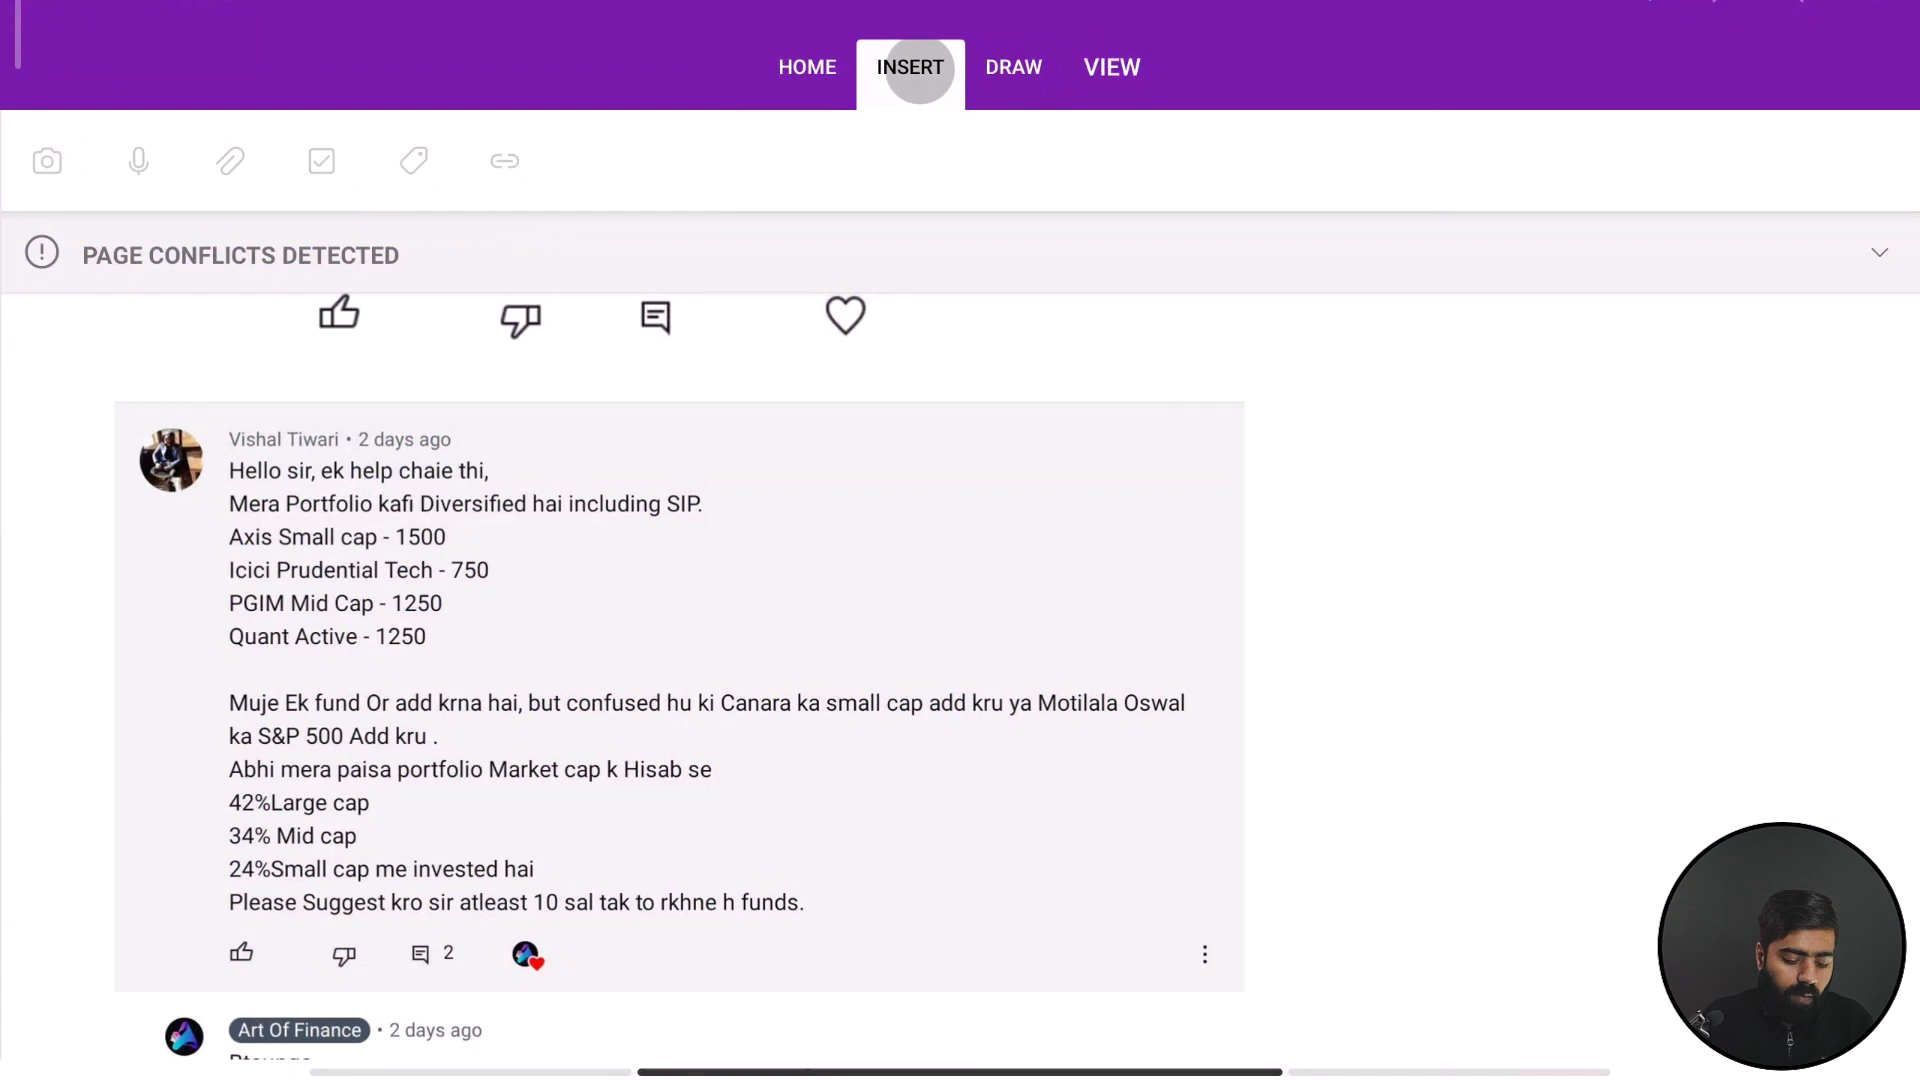 HOME INSERT DRAW VIEW
PAGE CONFLICTS DETECTED
Vishal Tiwari • 2 days ago
Hello sir, ek help chaie thi,
Mera Portfolio kafi Diversified hai including SIP.
Axis Small cap - 1500
Icici Prudential Tech - 750
PGIM Mid Cap - 1250
Quant Active - 1250
Muje Ek fund Or add krna hai, but confused hu ki Canara ka small cap add kru ya Motilala Oswal
ka S&P 500 Add kru .
Abhi mera paisa portfolio Market cap k Hisab se
42%Large cap
34% Mid cap
24%Small cap me invested hai
Please Suggest kro sir atleast 10 sal tak to rkhne h funds.
2
Art Of Finance • 2 days ago